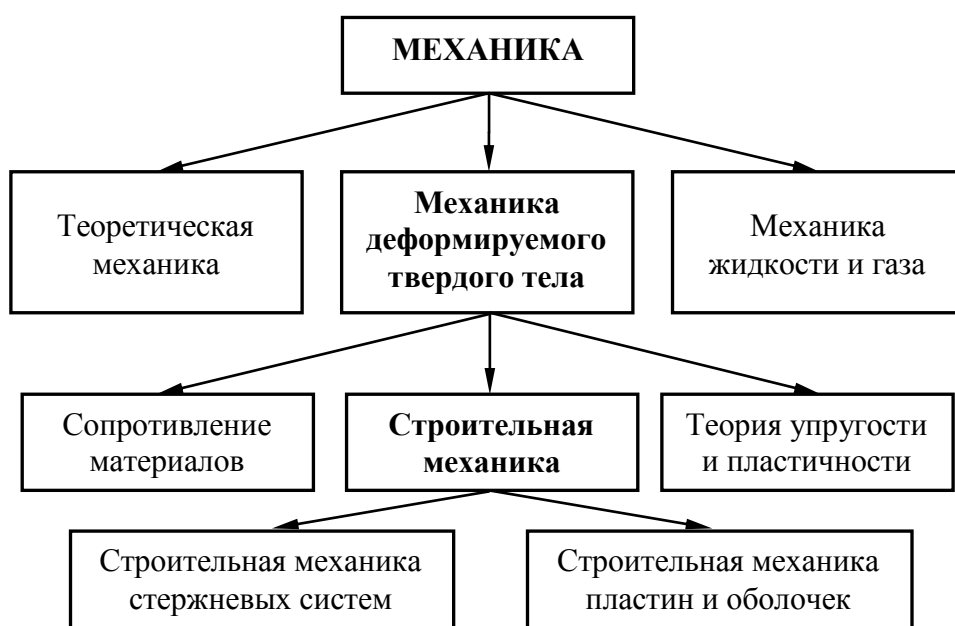 МЕХАНИКА
Теоретическая
механика
Механика
деформируемого
твердого тела
Механика
жидкости и газа
Сопротивление
материалов
Строительная
механика
Теория упругости
и пластичности
Строительная механика
стержневых систем
Строительная механика
пластин и оболочек